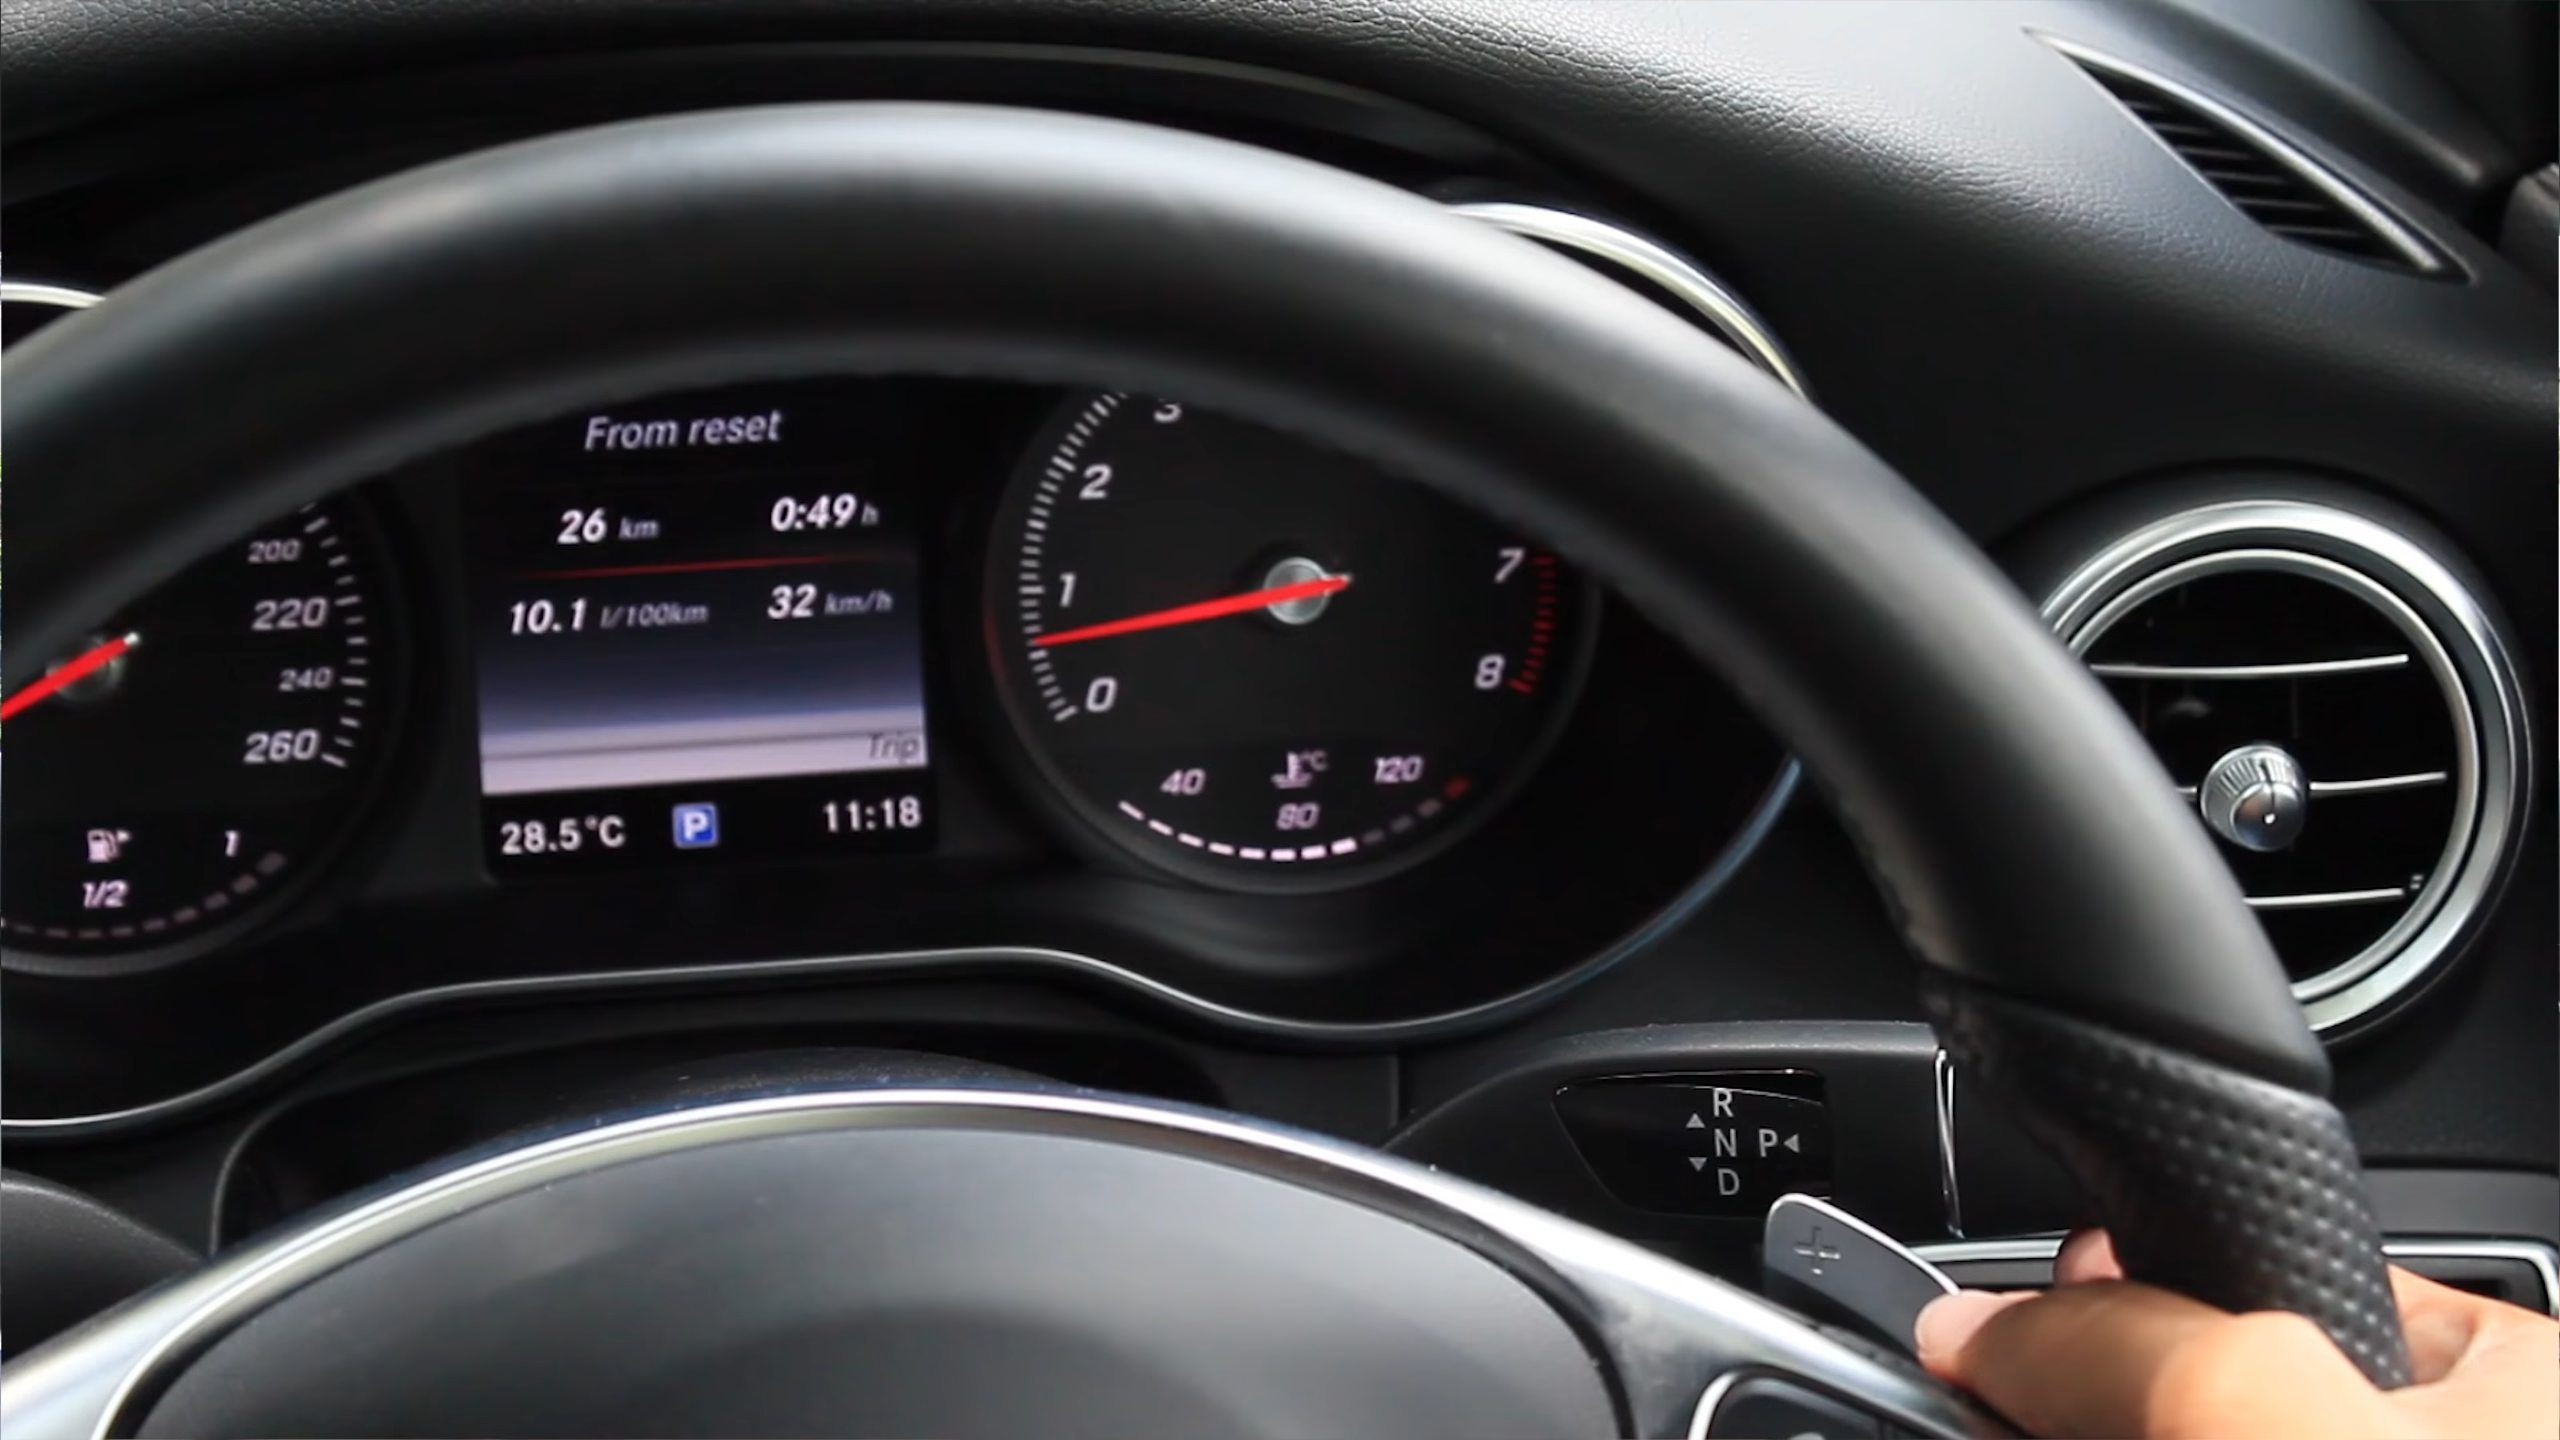 From reset
26 km 0:49 h
10.1 l/100km 32 km/h
Trip
28.5°C P 11:18
200
220
240
260
1
1/2
3
2
1
0
7
8
40 °C 120
80
R
N P
D
+